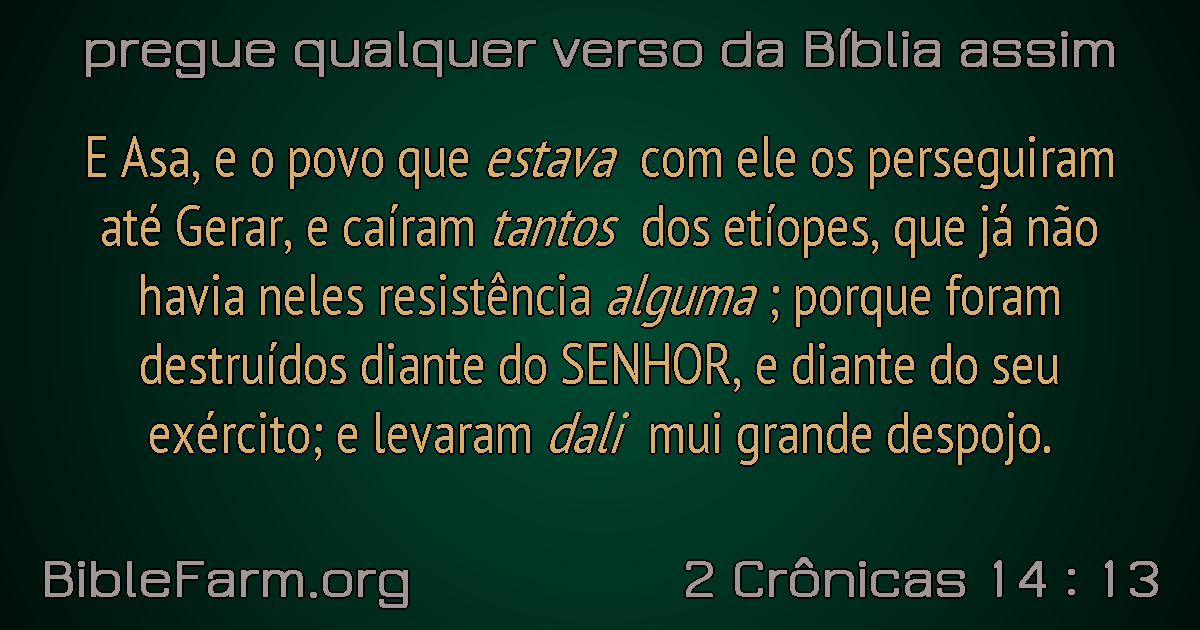 pregue qualquer verso da Bíblia assim
E Asa, e o povo que estava com ele os perseguiram
até Gerar, e caíram tantos dos etíopes, que já não
havia neles resistência alguma ; porque foram
destruídos diante do SENHOR, e diante do seu
exército; e levaram dali mui grande despojo.
BibleFarm.org
2 Crônicas 14 : 13